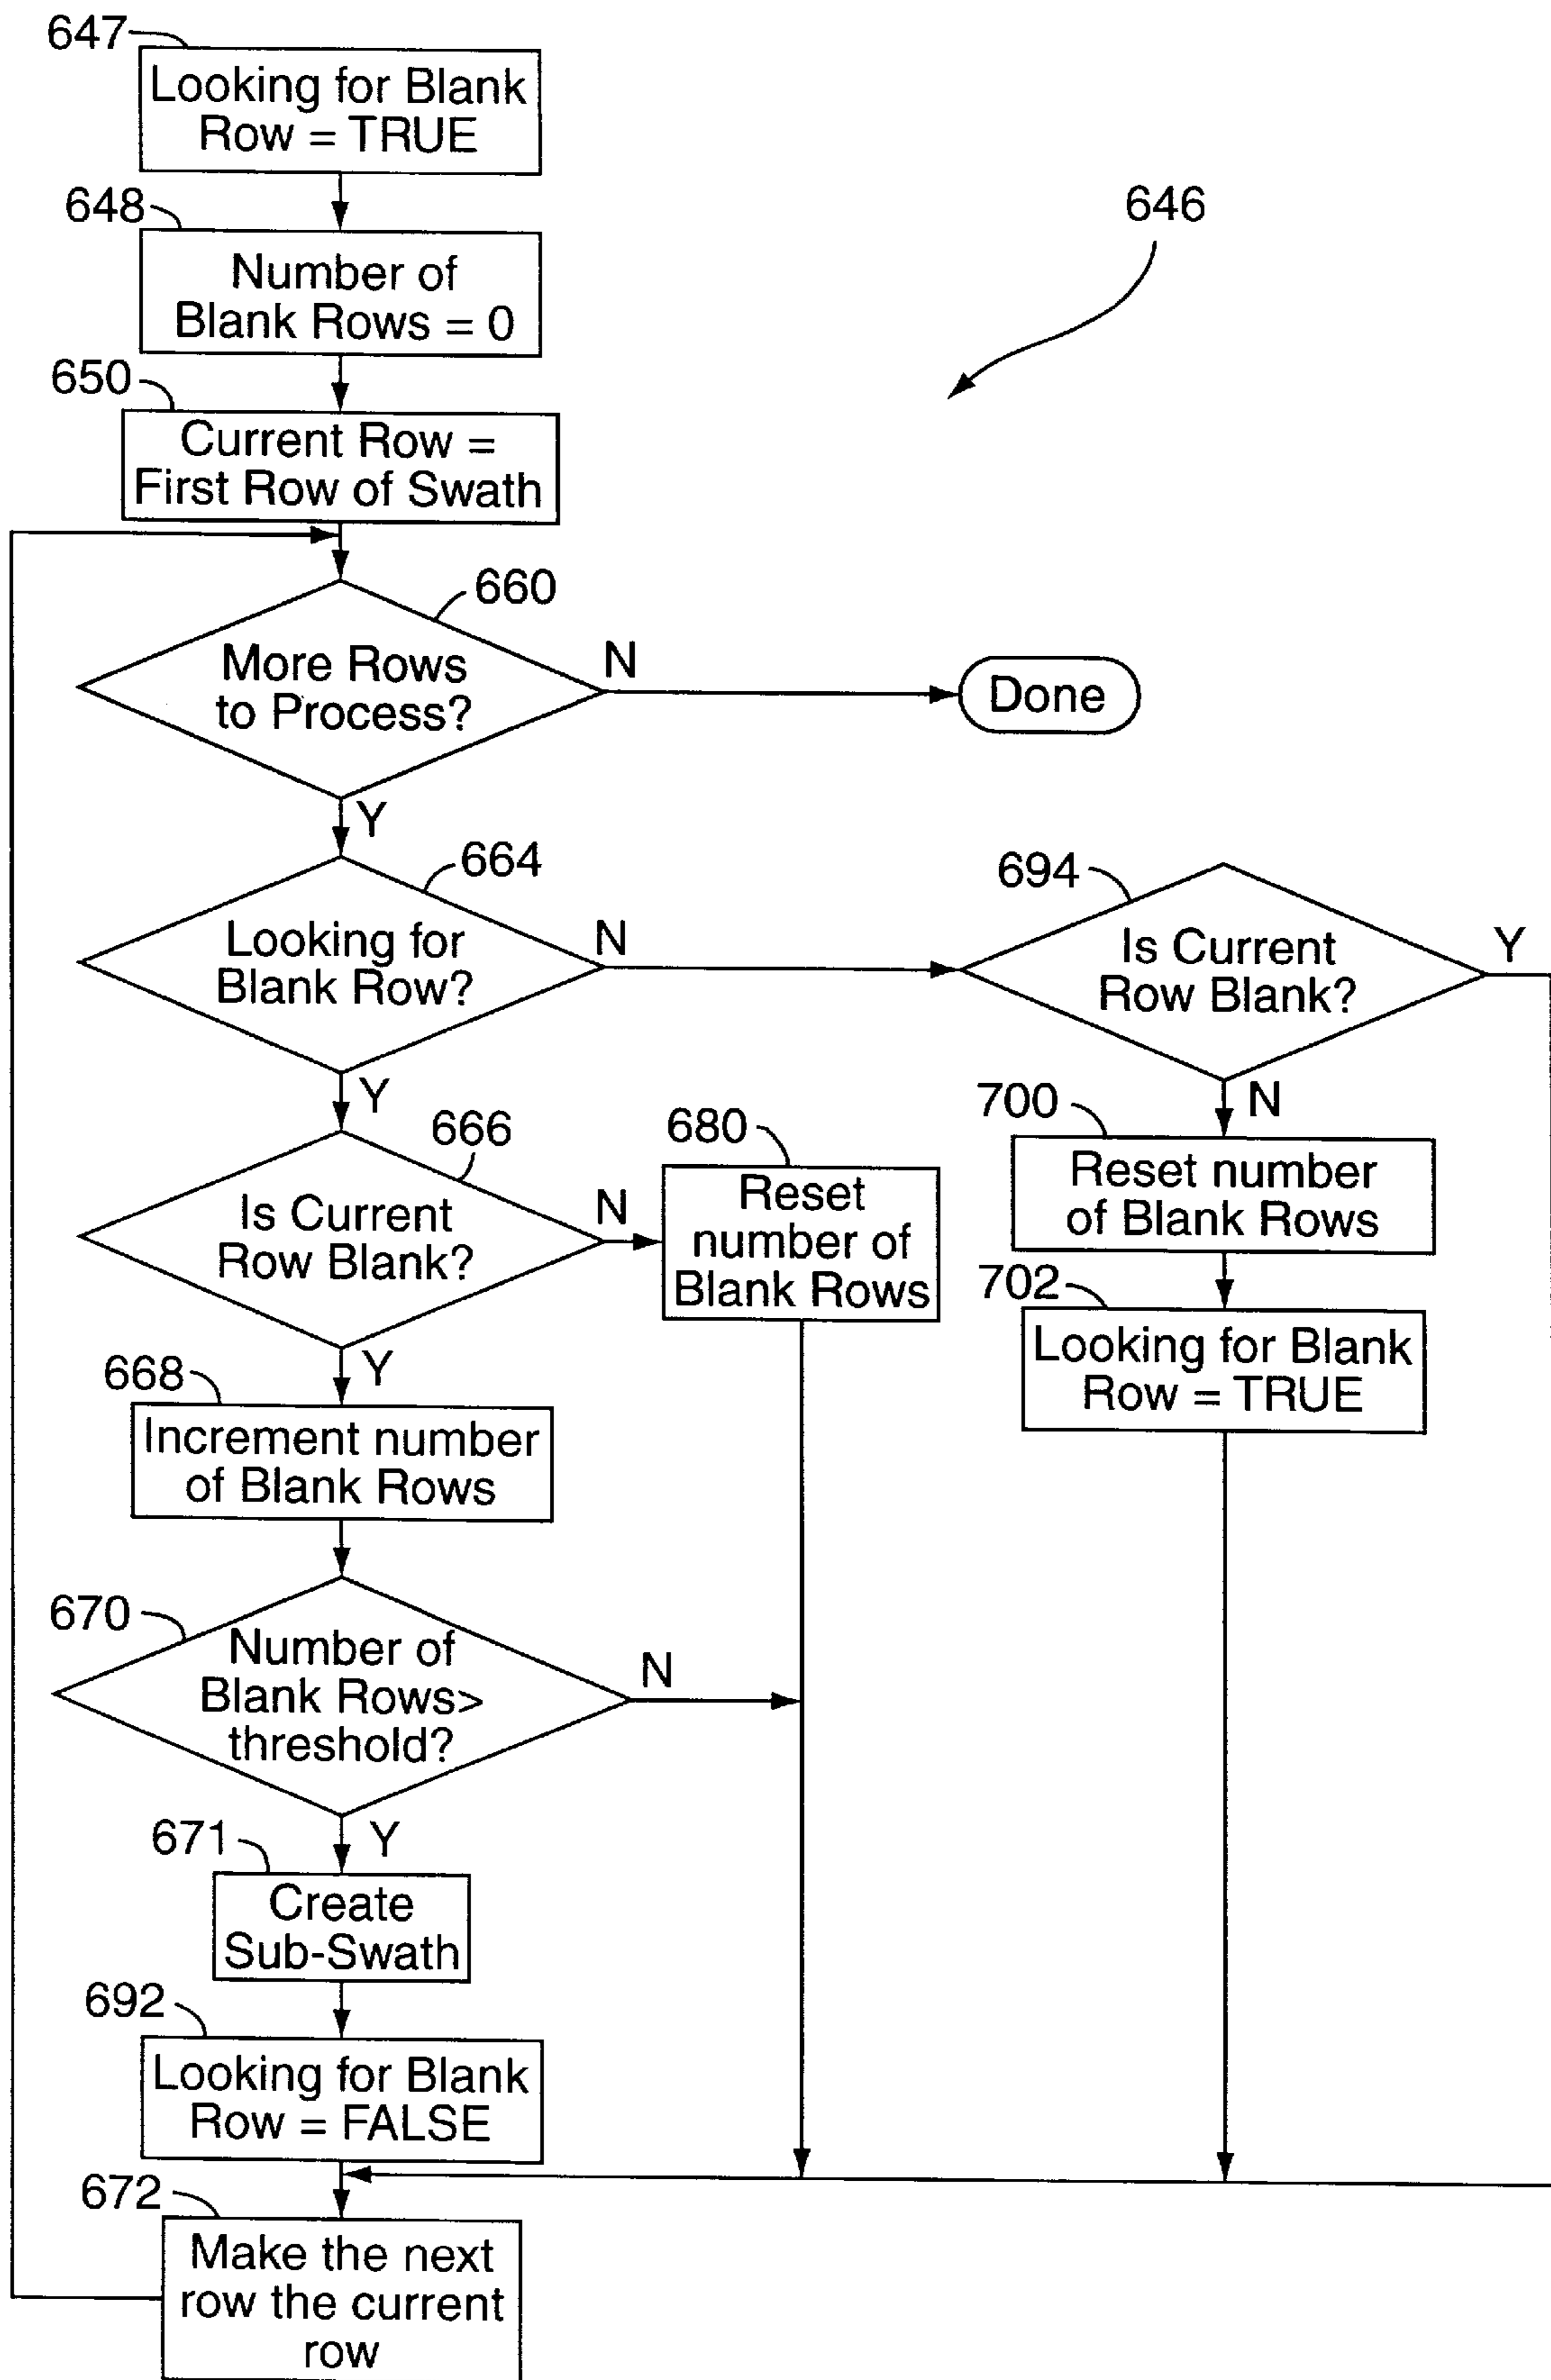 647
Looking for Blank
Row = TRUE
648
Number of
Blank Rows = 0
646
650
Current Row =
First Row of Swath
660
More Rows
to Process?
N
Done
Y
664
Looking for
Blank Row?
N
694
Is Current
Row Blank?
Y
Y
N
666
Is Current
Row Blank?
N
680
Reset
number of
Blank Rows
700
Reset number
of Blank Rows
702
Looking for Blank
Row = TRUE
Y
668
Increment number
of Blank Rows
670
Number of
Blank Rows>
threshold?
N
Y
671
Create
Sub-Swath
692
Looking for Blank
Row = FALSE
672
Make the next
row the current
row